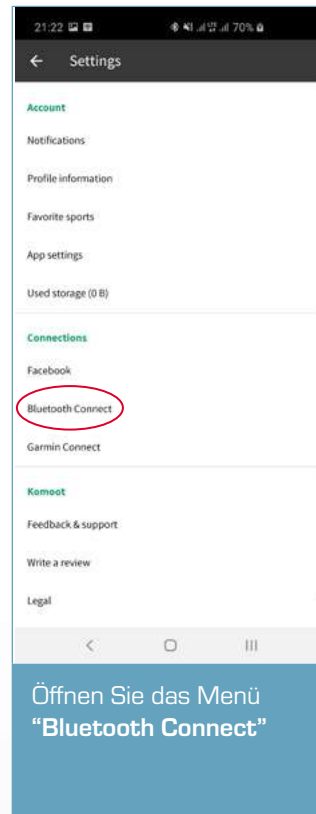 21:22 70%
Settings
Account
Notifications
Profile information
Favorite sports
App settings
Used storage (0 B)
Connections
Facebook
Bluetooth Connect
Garmin Connect
Komoot
Feedback & support
Write a review
Legal
Öffnen Sie das Menü
“Bluetooth Connect”